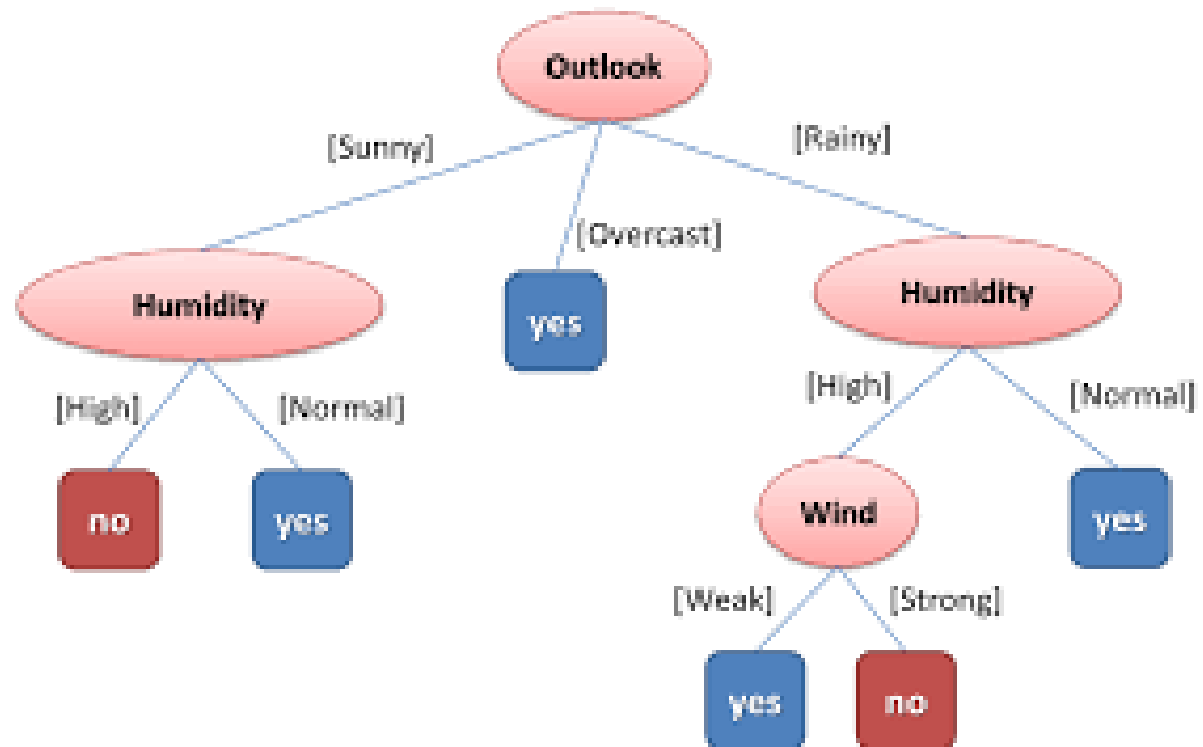 Outlook
[Sunny]
[Rainy]
[Overcast]
Humidity
yes
Humidity
[High]
[Normal]
[High]
[Normal]
no
yes
Wind
yes
[Weak]
[Strong]
yes
no